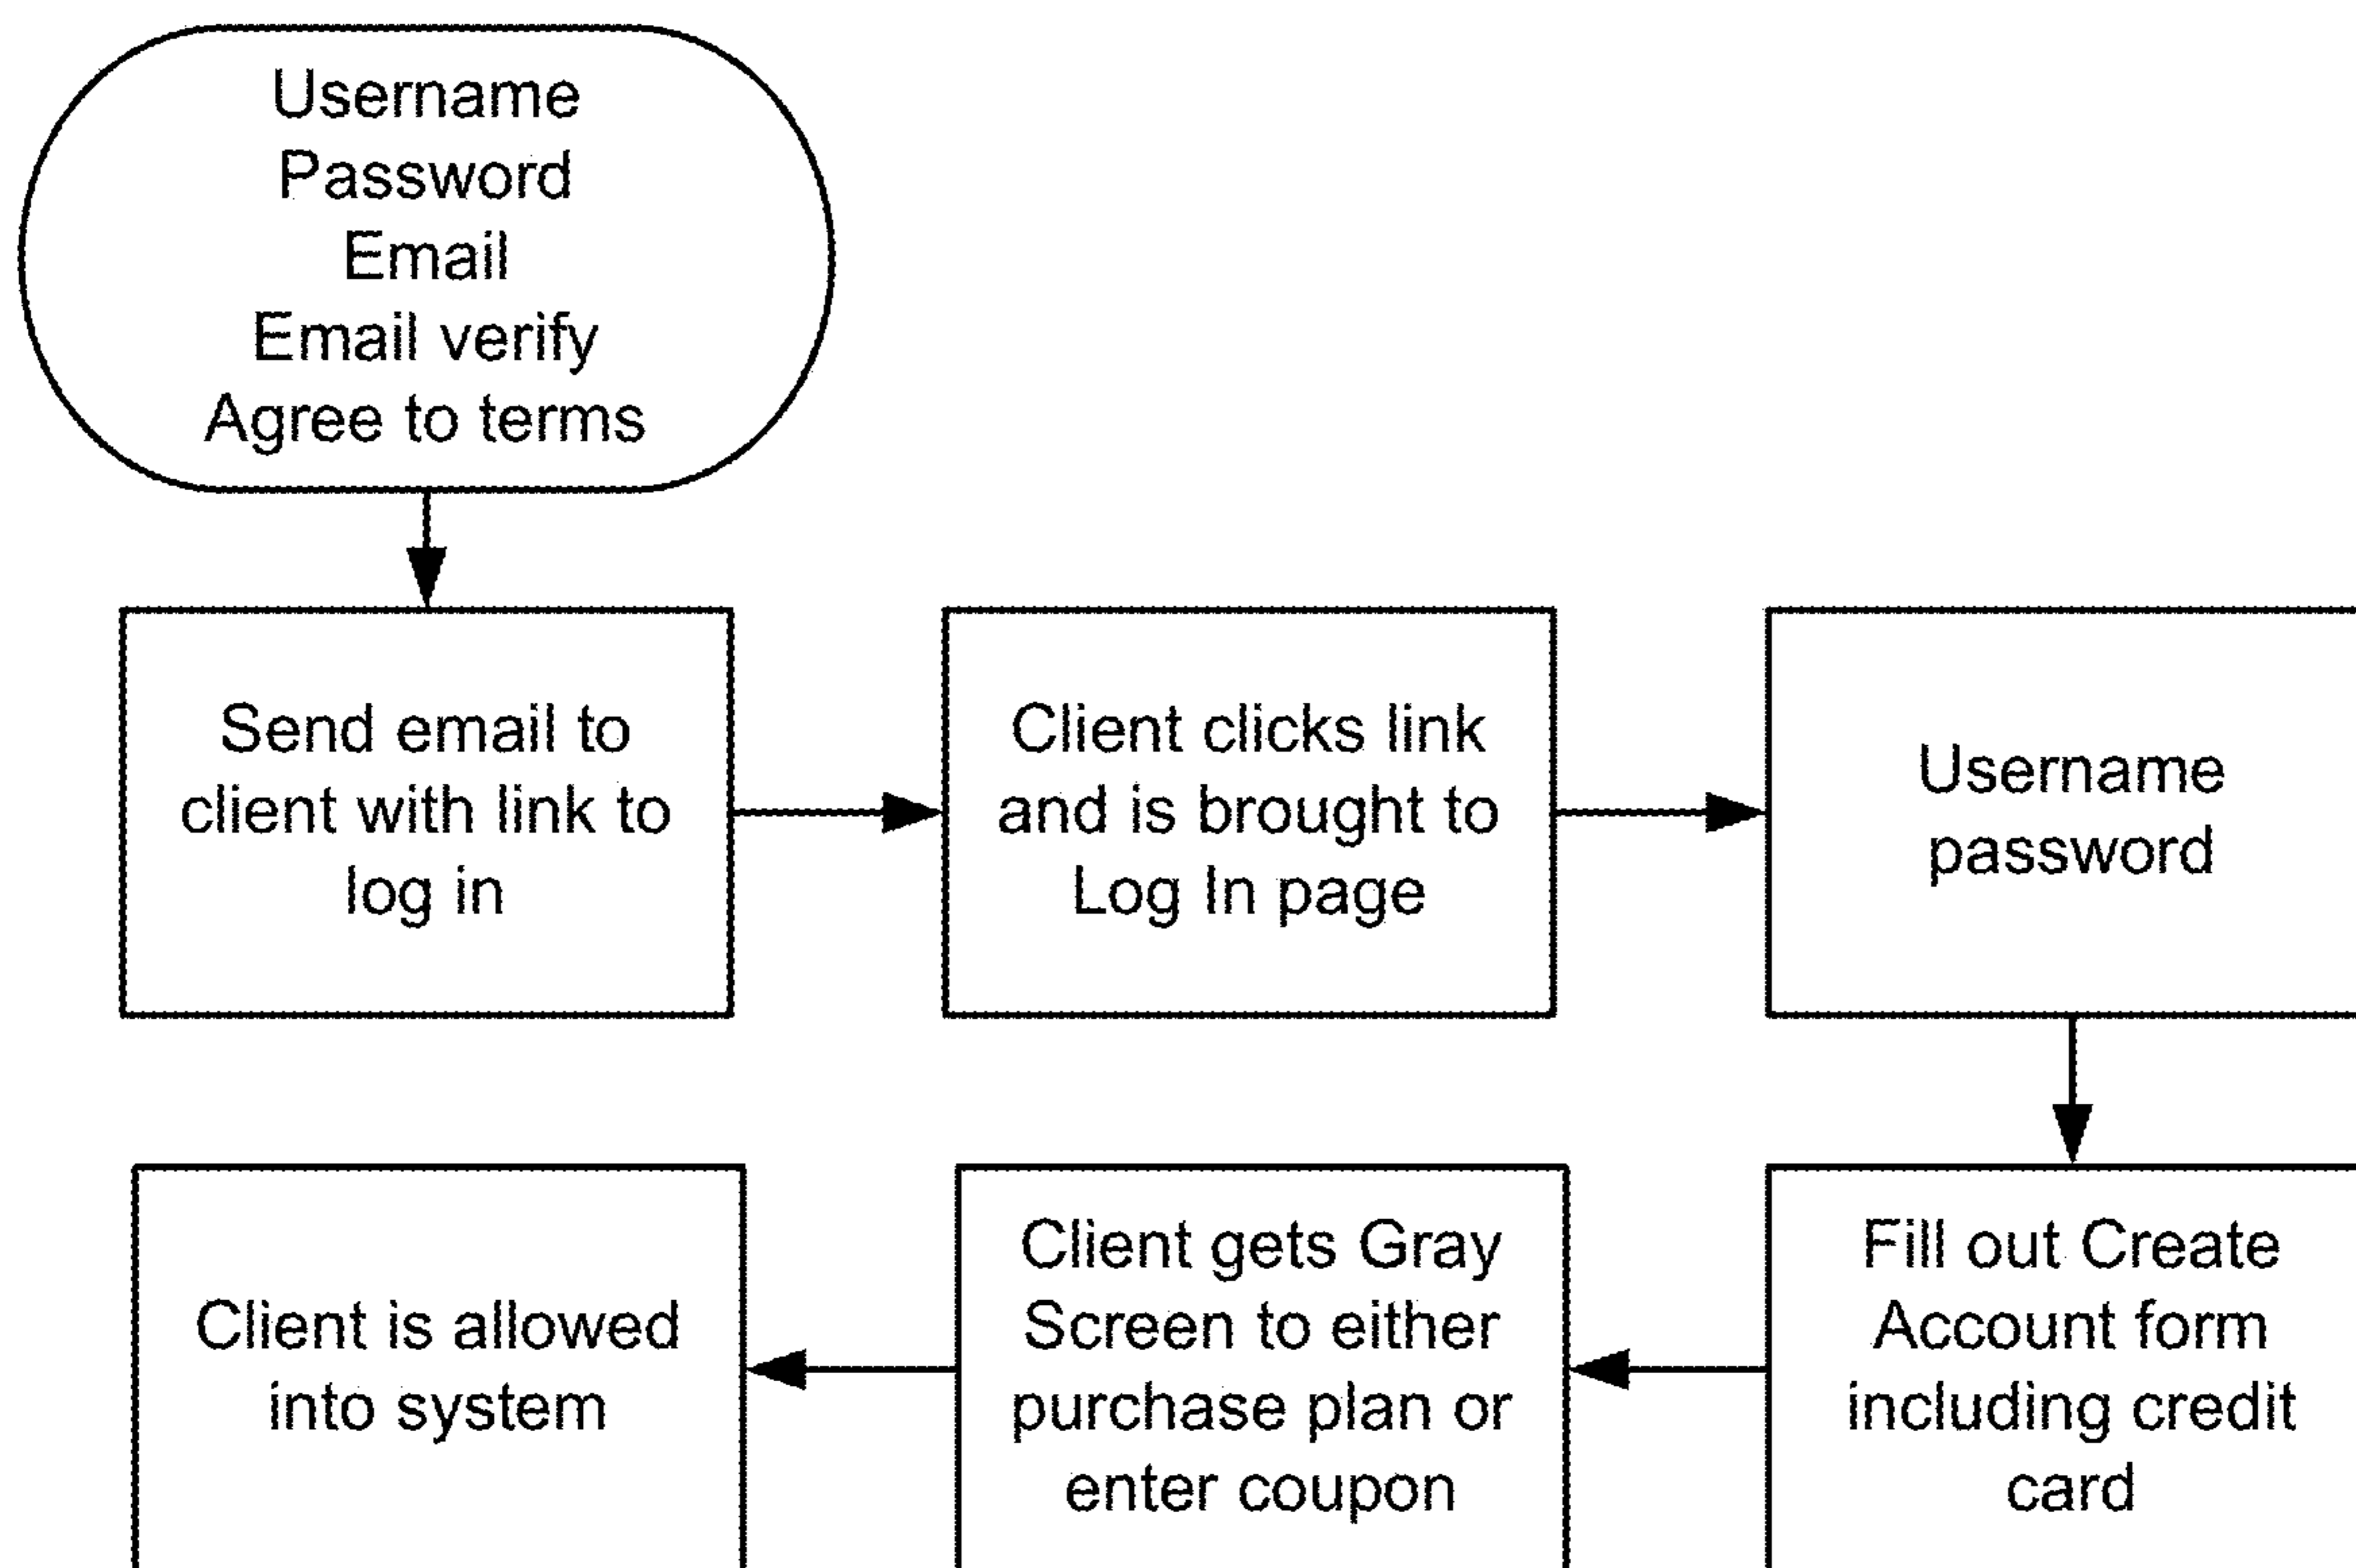 Username
Password
Email
Email verify
Agree to terms
Send email to
client with link to
log in
Client clicks link
and is brought to
Log In page
Username
password
Fill out Create
Account form
including credit
card
Client gets Gray
Screen to either
purchase plan or
enter coupon
Client is allowed
into system